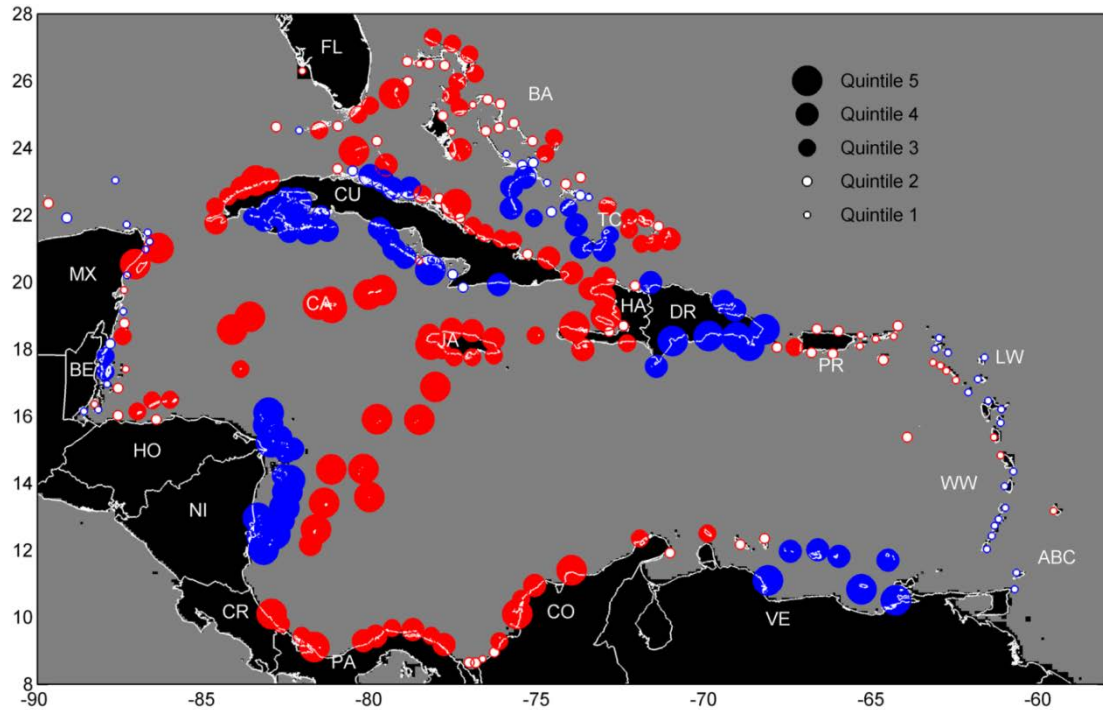 28
26
24
22
20
18
16
14
12
10
8
-90
-85
-80
-75
-70
-65
-60
FL
BA
Quintile 5
Quintile 4
Quintile 3
Quintile 2
Quintile 1
CU
TC
MX
CA
HA
DR
JA
BE
PR
LW
HO
WW
NI
ABC
CR
CO
VE
PA